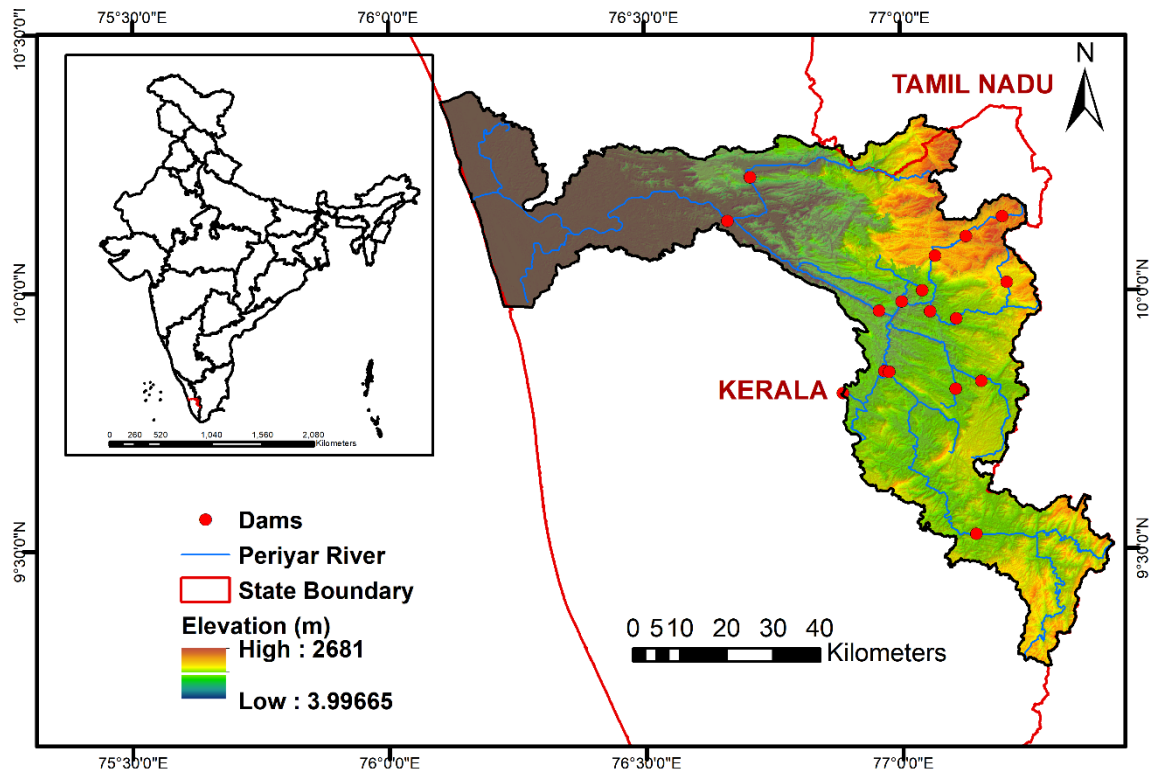 75°30'0"E 76°0'0"E 76°30'0"E 77°0'0"E
10°30'0"
10°0'0"N
9°30'0"N
10°0'0"N
9°30'0"N
N
TAMIL NADU
KERALA
0 260 520 1,040 1,560 2,080
Kilometers
Dams
Periyar River
State Boundary
Elevation (m)
High : 2681
Low : 3.99665
0 5 10 20 30 40
Kilometers
75°30'0"E 76°0'0"E 76°30'0"E 77°0'0"E